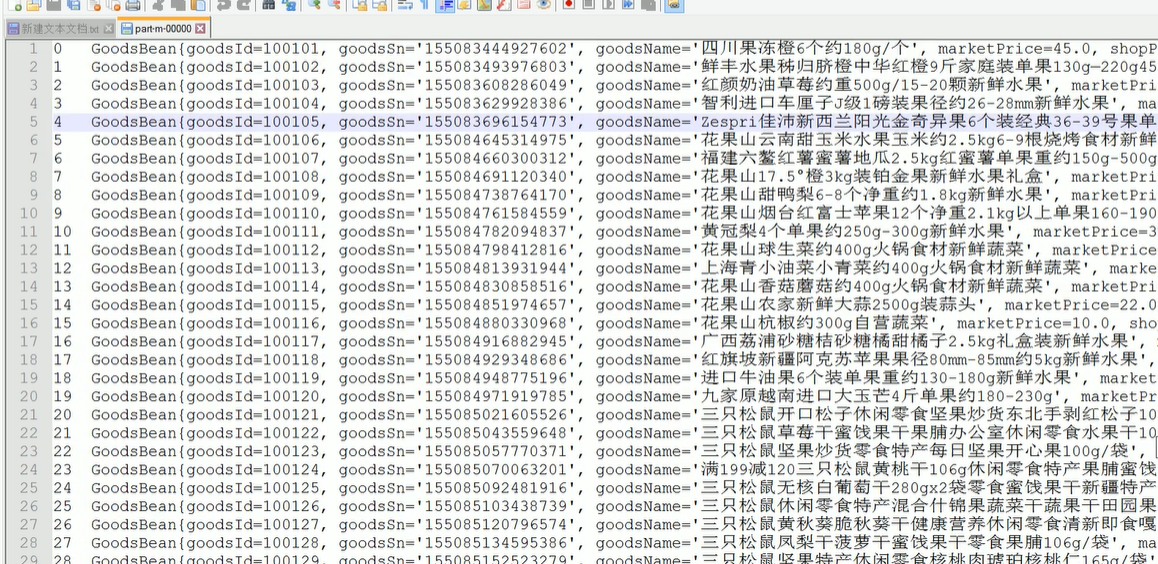 新建文本文档.txt part-m-00000
1 0 GoodsBean{goodsId=100101, goodsSn='155083444927602', goodsName='四川果冻橙6个约180g/个', marketPrice=45.0, shopP
2 1 GoodsBean{goodsId=100102, goodsSn='155083493976803', goodsName='鲜丰水果秭归脐橙中华红橙9斤家庭装单果130g—220g45
3 2 GoodsBean{goodsId=100103, goodsSn='155083608286049', goodsName='红颜奶油草莓约重500g/15-20颗新鲜水果', marketPri
4 3 GoodsBean{goodsId=100104, goodsSn='155083629928386', goodsName='智利进口车厘子J级1磅装果径约26-28mm新鲜水果', ma
5 4 GoodsBean{goodsId=100105, goodsSn='155083696154773', goodsName='Zespri佳沛新西兰阳光金奇异果6个装经典36-39号果单
6 5 GoodsBean{goodsId=100106, goodsSn='155084645314975', goodsName='花果山云南甜玉米水果玉米约2.5kg6-9根烧烤食材新鲜
7 6 GoodsBean{goodsId=100107, goodsSn='155084660300312', goodsName='福建六鳌红薯蜜薯地瓜2.5kg红蜜薯单果重约150g-500g
8 7 GoodsBean{goodsId=100108, goodsSn='155084691120340', goodsName='花果山17.5°橙3kg装铂金果新鲜水果礼盒', marketPri
9 8 GoodsBean{goodsId=100109, goodsSn='155084738764170', goodsName='花果山甜鸭梨6-8个净重约1.8kg新鲜水果', marketPri
10 9 GoodsBean{goodsId=100110, goodsSn='155084761584559', goodsName='花果山烟台红富士苹果12个净重2.1kg以上单果160-190
11 10 GoodsBean{goodsId=100111, goodsSn='155084782094837', goodsName='黄冠梨4个单果约250g-300g新鲜水果', marketPrice=3
12 11 GoodsBean{goodsId=100112, goodsSn='155084798412816', goodsName='花果山球生菜约400g火锅食材新鲜蔬菜', marketPrice
13 12 GoodsBean{goodsId=100113, goodsSn='155084813931944', goodsName='上海青小油菜小青菜约400g火锅食材新鲜蔬菜', marke
14 13 GoodsBean{goodsId=100114, goodsSn='155084830858516', goodsName='花果山香菇蘑菇约400g火锅食材新鲜蔬菜', marketPri
15 14 GoodsBean{goodsId=100115, goodsSn='155084851974657', goodsName='花果山农家新鲜大蒜2500g装蒜头', marketPrice=22.0
16 15 GoodsBean{goodsId=100116, goodsSn='155084880330968', goodsName='花果山杭椒约300g自营蔬菜', marketPrice=10.0, sho
17 16 GoodsBean{goodsId=100117, goodsSn='155084916882945', goodsName='广西荔浦砂糖桔砂糖橘甜橘子2.5kg礼盒装新鲜水果',
18 17 GoodsBean{goodsId=100118, goodsSn='155084929348686', goodsName='红旗坡新疆阿克苏苹果果径80mm-85mm约5kg新鲜水果',
19 18 GoodsBean{goodsId=100119, goodsSn='155084948775196', goodsName='进口牛油果6个装单果重约130-180g新鲜水果', market
20 19 GoodsBean{goodsId=100120, goodsSn='155084971919785', goodsName='九家原越南进口大玉芒4斤单果约180-230g', marketPr
21 20 GoodsBean{goodsId=100121, goodsSn='155085021605526', goodsName='三只松鼠开口松子休闲零食坚果炒货东北手剥红松子10
22 21 GoodsBean{goodsId=100122, goodsSn='155085043559648', goodsName='三只松鼠草莓干蜜饯果干果脯办公室休闲零食水果干10
23 22 GoodsBean{goodsId=100123, goodsSn='155085057770371', goodsName='三只松鼠坚果炒货零食特产每日坚果开心果100g/袋',
24 23 GoodsBean{goodsId=100124, goodsSn='155085070063201', goodsName='满199减120三只松鼠黄桃干106g休闲零食特产果脯蜜饯
25 24 GoodsBean{goodsId=100125, goodsSn='155085092481916', goodsName='三只松鼠无核白葡萄干280gx2袋零食蜜饯果干新疆特产
26 25 GoodsBean{goodsId=100126, goodsSn='155085103438739', goodsName='三只松鼠休闲零食特产混合什锦果蔬菜干蔬果干田园果
27 26 GoodsBean{goodsId=100127, goodsSn='155085120796574', goodsName='三只松鼠黄秋葵脆秋葵干健康营养休闲零食清新即食嘎
28 27 GoodsBean{goodsId=100128, goodsSn='155085134595386', goodsName='三只松鼠凤梨干菠萝干蜜饯果干零食果脯106g/袋', ma
29 28 GoodsBean{goodsId=100129, goodsSn='155085152523279', goodsName='三只松鼠坚果特产休闲零食核桃肉琥珀核桃仁165g/袋'